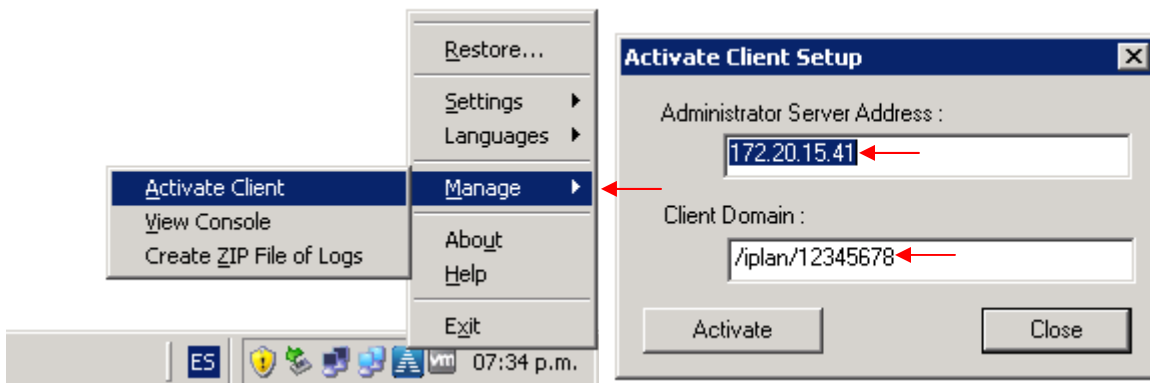 Restore...
Settings
Languages
Manage
About
Help
Exit
Activate Client
View Console
Create ZIP File of Logs
ES
vm
07:34 p.m.
Activate Client Setup
Administrator Server Address :
172.20.15.41
Client Domain :
/iplan/12345678
Activate
Close